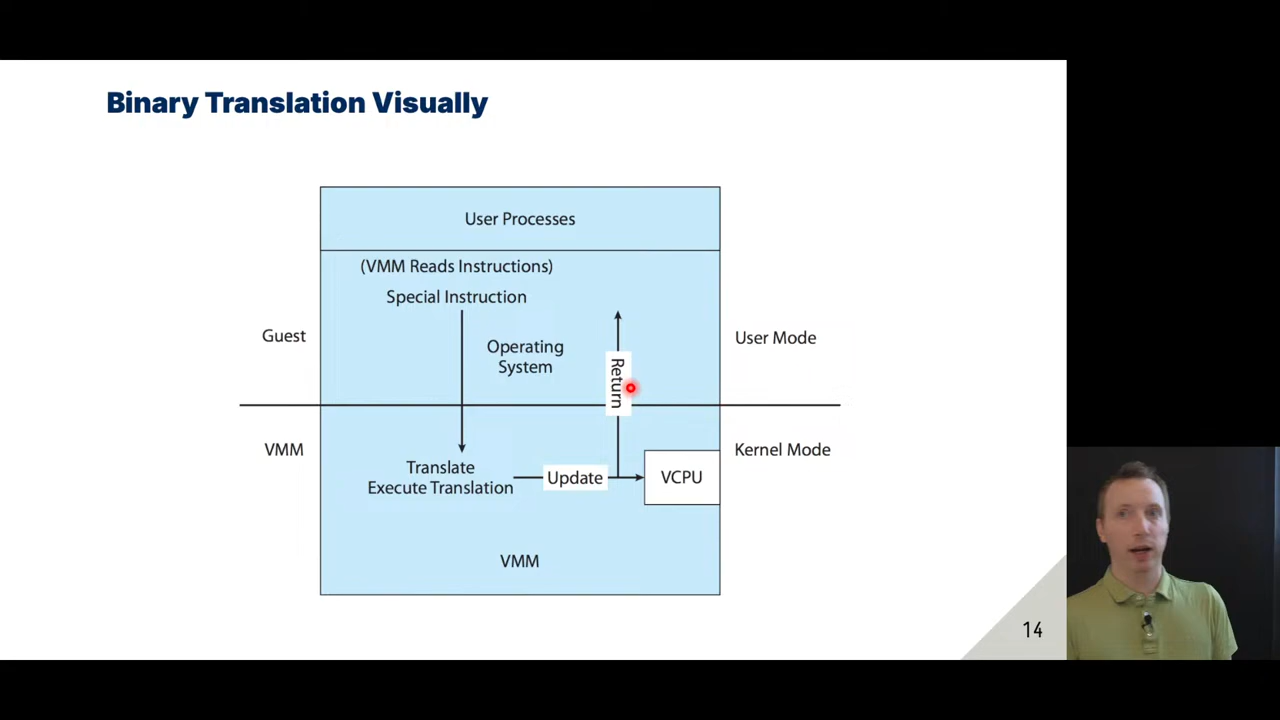 Binary Translation Visually
User Processes
(VMM Reads Instructions)
Special Instruction
Guest
Operating
System
User Mode
Return
VMM
Kernel Mode
Translate
Execute Translation
Update
VCPU
VMM
14